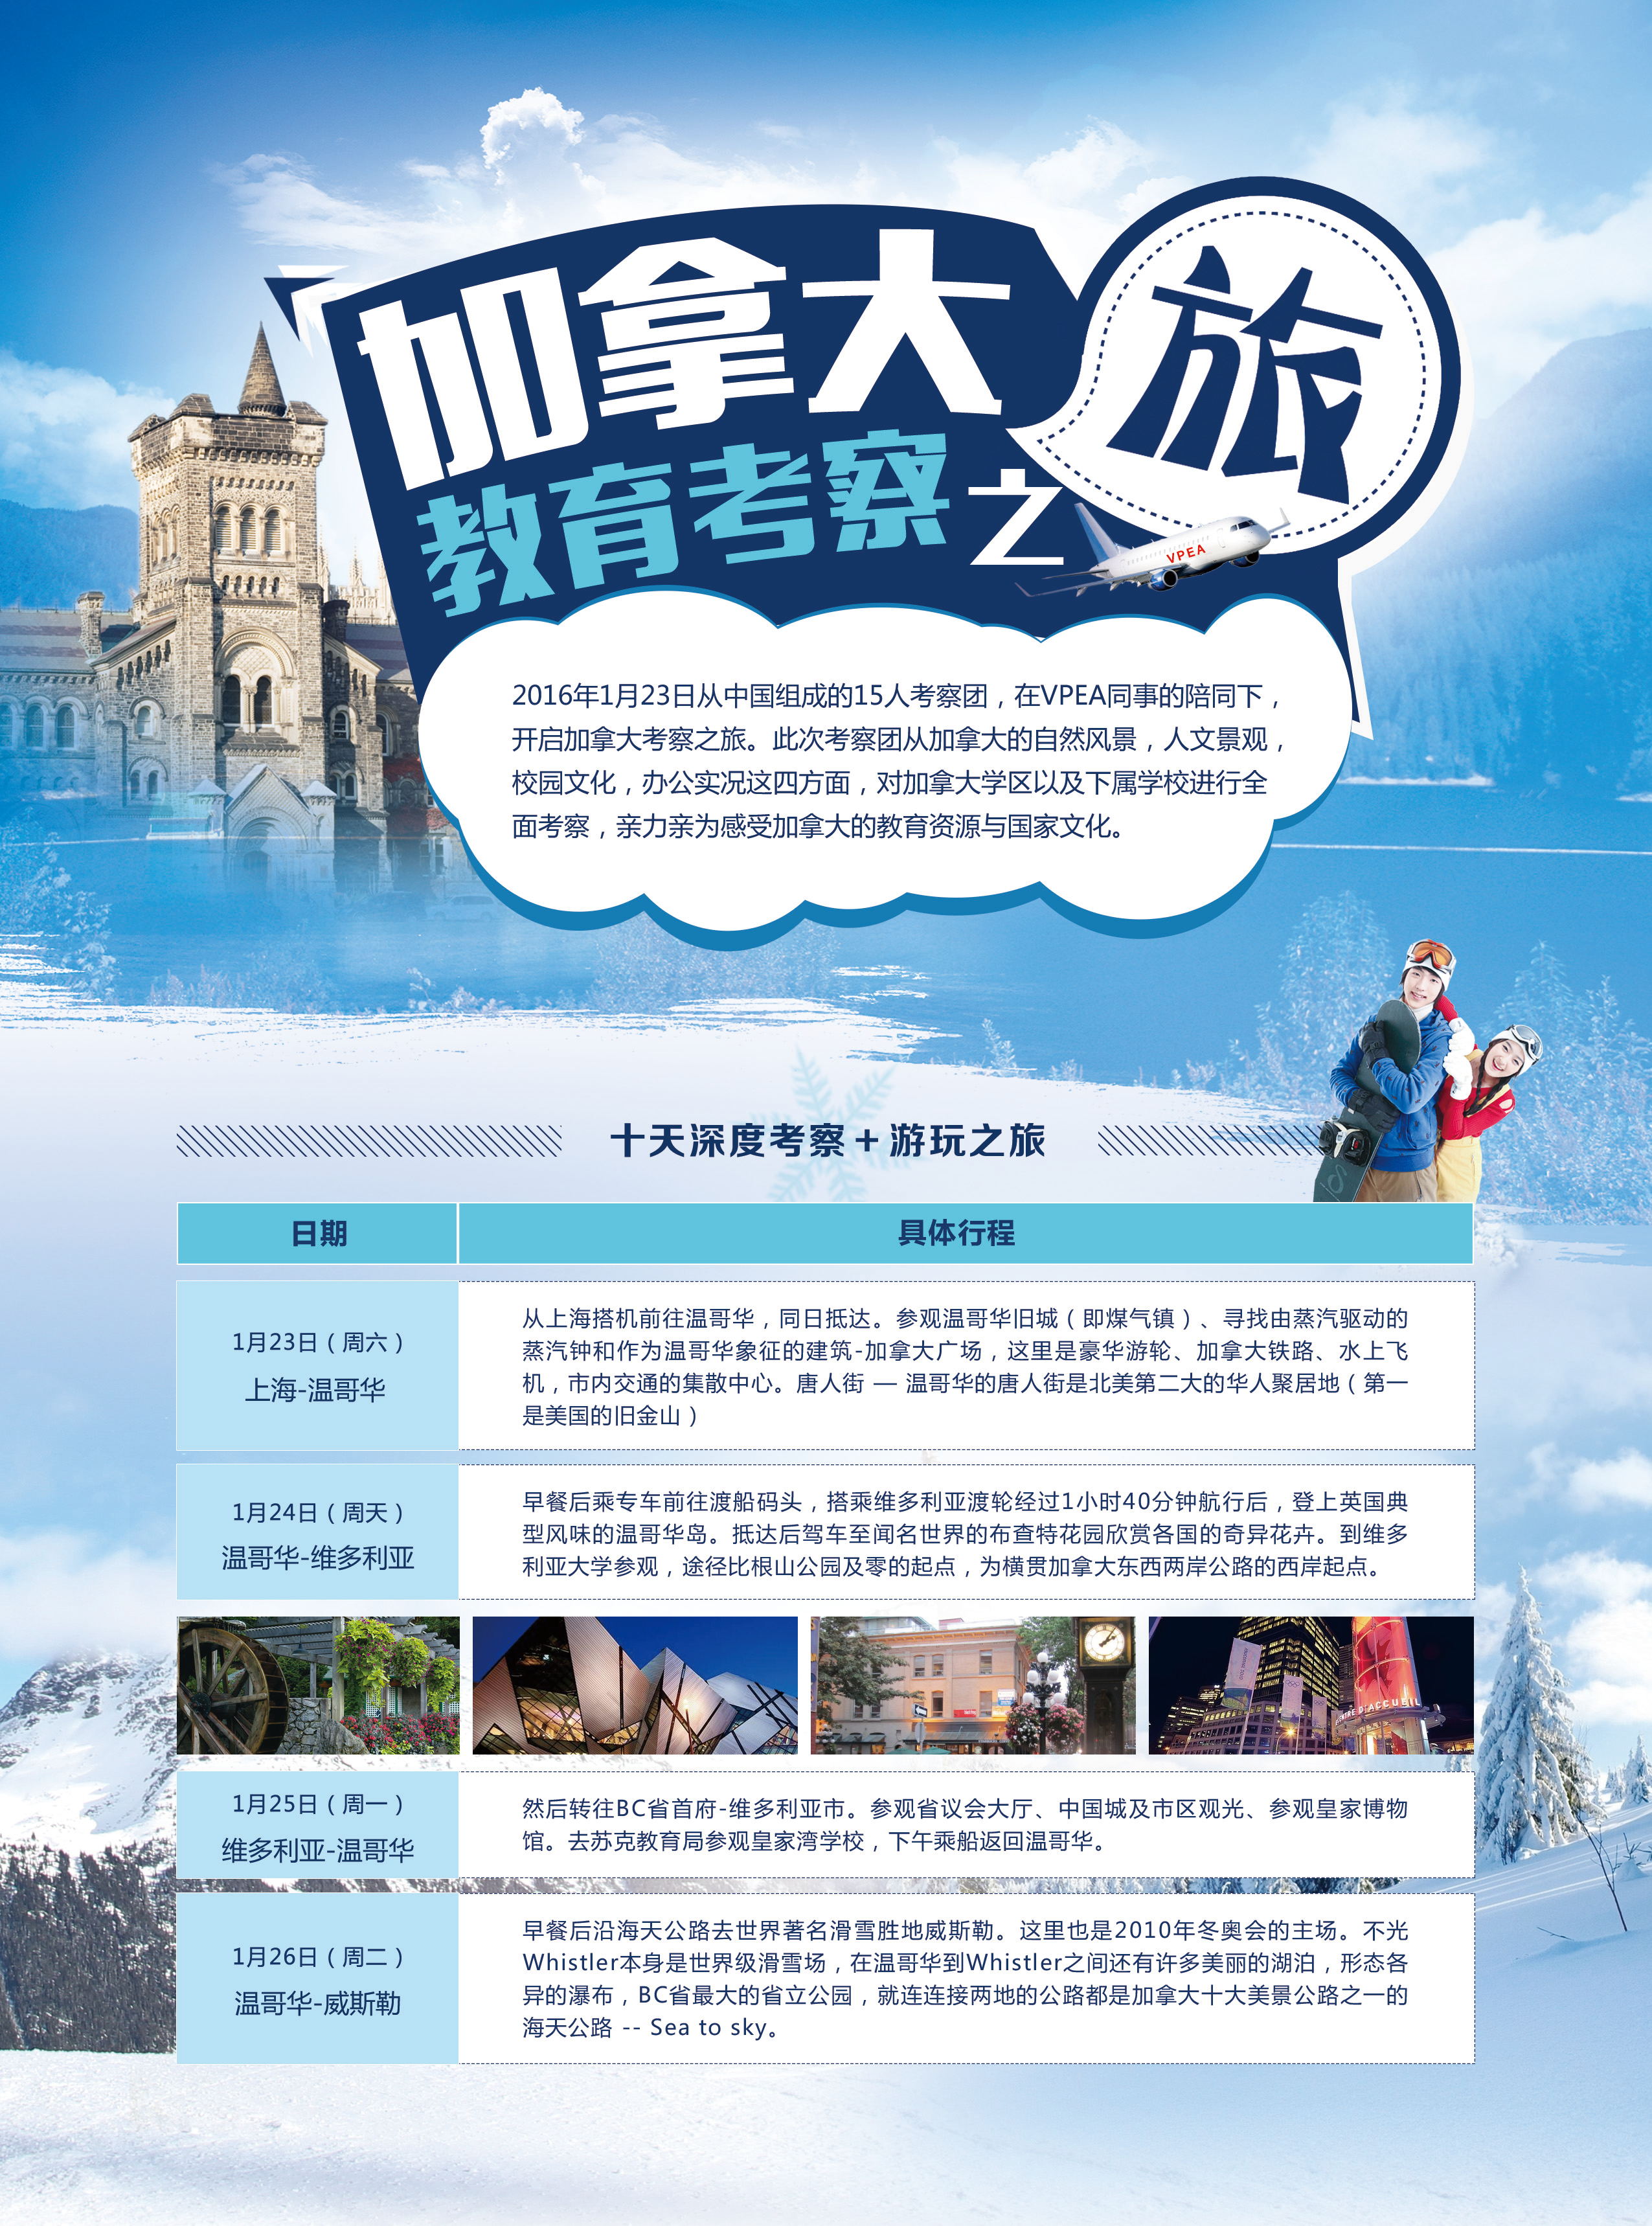 加拿大
旅
教育考察之
VPEA
2016年1月23日从中国组成的15人考察团，在VPEA同事的陪同下，
开启加拿大考察之旅。此次考察团从加拿大的自然风景，人文景观，
校园文化，办公实况这四方面，对加拿大学区以及下属学校进行全
面考察，亲力亲为感受加拿大的教育资源与国家文化。
十天深度考察+游玩之旅
日期
具体行程
1月23日（周六）
上海-温哥华
从上海搭机前往温哥华，同日抵达。参观温哥华旧城（即煤气镇）、寻找由蒸汽驱动的
蒸汽钟和作为温哥华象征的建筑-加拿大广场，这里是豪华游轮、加拿大铁路、水上飞
机，市内交通的集散中心。唐人街 — 温哥华的唐人街是北美第二大的华人聚居地（第一
是美国的旧金山）
1月24日（周天）
温哥华-维多利亚
早餐后乘专车前往渡船码头，搭乘维多利亚渡轮经过1小时40分钟航行后，登上英国典
型风味的温哥华岛。抵达后驾车至闻名世界的布查特花园欣赏各国的奇异花卉。到维多
利亚大学参观，途径比根山公园及零的起点，为横贯加拿大东西两岸公路的西岸起点。
CENTRE D'ACCUEIL
1月25日（周一）
维多利亚-温哥华
然后转往BC省首府-维多利亚市。参观省议会大厅、中国城及市区观光、参观皇家博物
馆。去苏克教育局参观皇家湾学校，下午乘船返回温哥华。
1月26日（周二）
温哥华-威斯勒
早餐后沿海天公路去世界著名滑雪胜地威斯勒。这里也是2010年冬奥会的主场。不光
Whistler本身是世界级滑雪场，在温哥华到Whistler之间还有许多美丽的湖泊，形态各
异的瀑布，BC省最大的省立公园，就连连接两地的公路都是加拿大十大美景公路之一的
海天公路 -- Sea to sky。